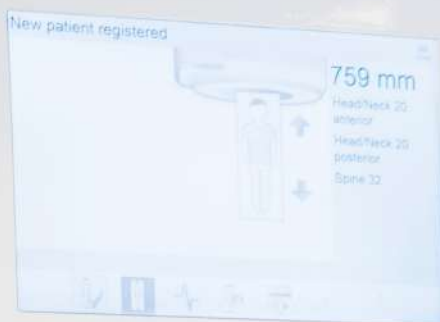 New patient registered
759 mm
Head/Neck 20
anterior
Head/Neck 20
posterior
Spine 32